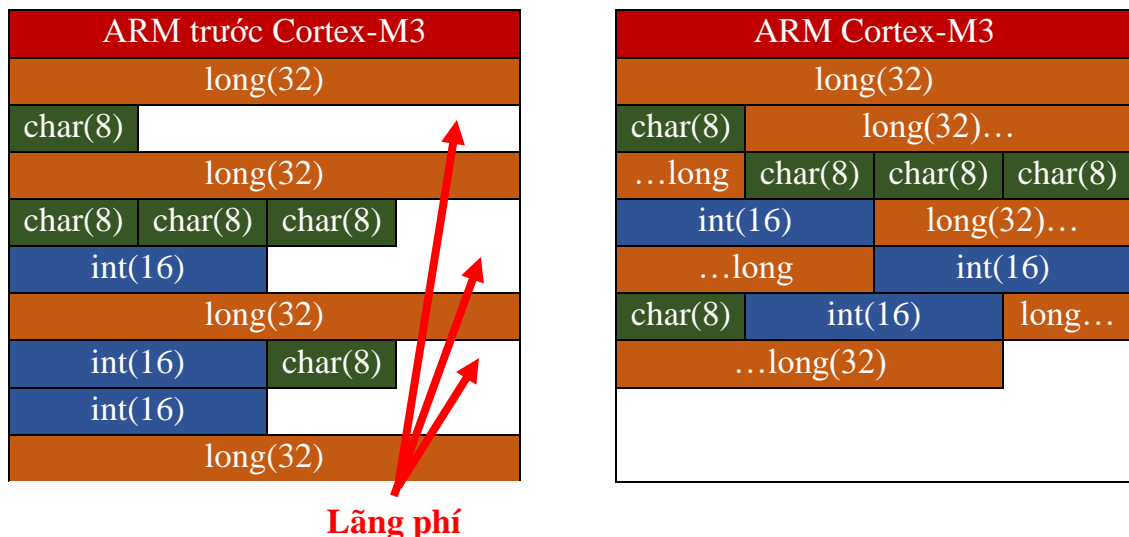 ARM trước Cortex-M3
long(32)
char(8)
long(32)
char(8) char(8) char(8)
int(16)
long(32)
int(16) char(8)
int(16)
long(32)
Lãng phí
ARM Cortex-M3
long(32)
char(8) long(32)…
…long char(8) char(8) char(8)
int(16) long(32)…
…long int(16)
char(8) int(16) long…
…long(32)